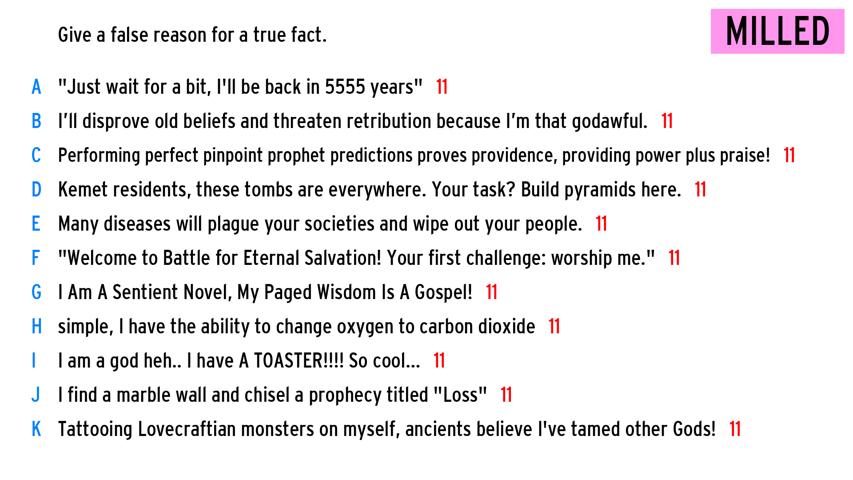 Give a false reason for a true fact.
MILLED
A "Just wait for a bit, I'll be back in 5555 years" 11
B I'll disprove old beliefs and threaten retribution because I'm that godawful. 11
C Performing perfect pinpoint prophet predictions proves providence, providing power plus praise! 11
D Kemet residents, these tombs are everywhere. Your task? Build pyramids here. 11
E Many diseases will plague your societies and wipe out your people. 11
F "Welcome to Battle for Eternal Salvation! Your first challenge: worship me." 11
G I Am A Sentient Novel, My Paged Wisdom Is A Gospel! 11
H simple, I have the ability to change oxygen to carbon dioxide 11
I I am a god heh.. I have A TOASTER!!!! So cool... 11
J I find a marble wall and chisel a prophecy titled "Loss" 11
K Tattooing Lovecraftian monsters on myself, ancients believe I've tamed other Gods! 11